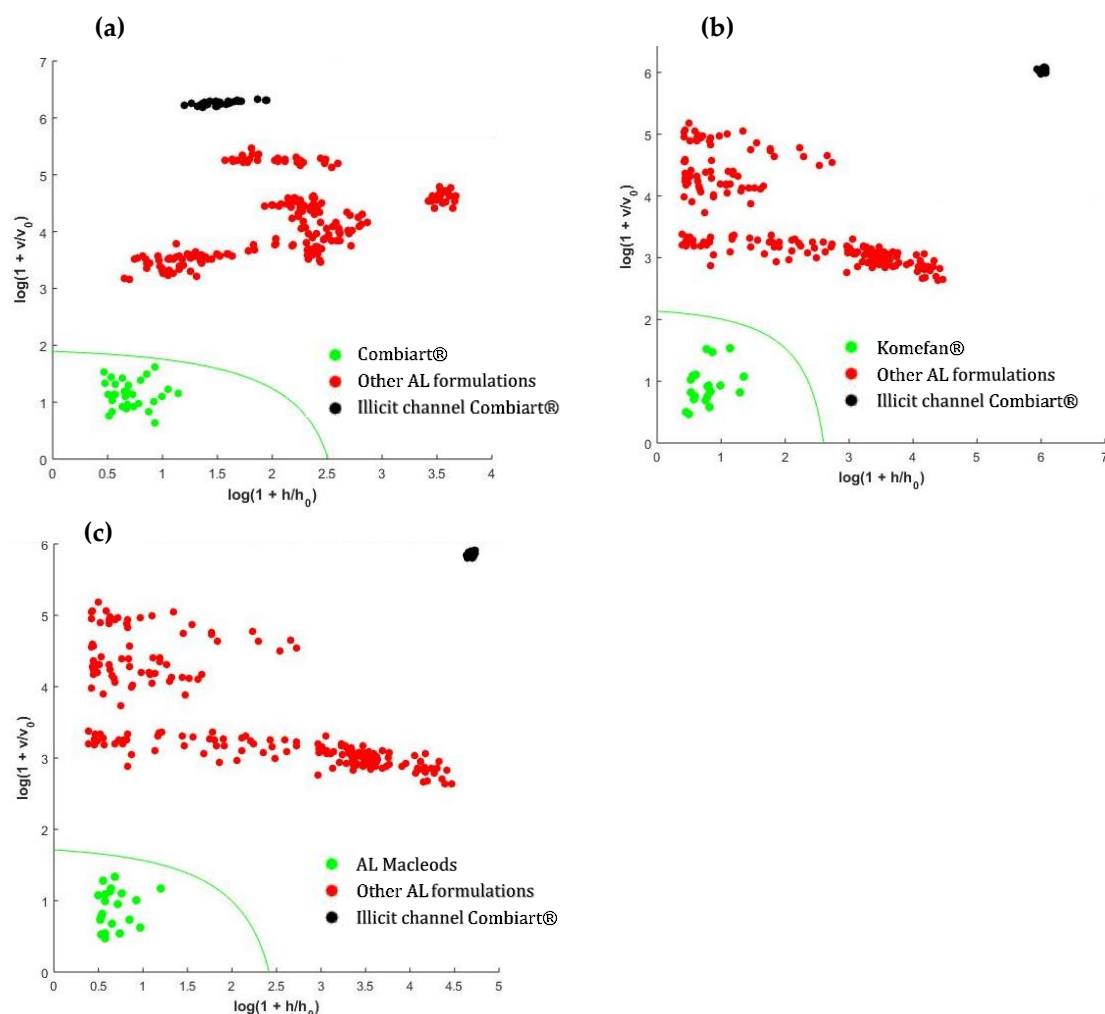 (a)
7
6
5
4
3
2
1
0
log(1 + v/v0)
Combiart®
Other AL formulations
Illicit channel Combiart®
0 0.5 1 1.5 2 2.5 3 3.5 4
log(1 + h/h0)
(b)
6
5
4
3
2
1
0
log(1 + v/v0)
Komefan®
Other AL formulations
Illicit channel Combiart®
0 1 2 3 4 5 6 7
log(1 + h/h0)
(c)
6
5
4
3
2
1
0
log(1 + v/v0)
AL Macleods
Other AL formulations
Illicit channel Combiart®
0 0.5 1 1.5 2 2.5 3 3.5 4 4.5 5
log(1 + h/h0)